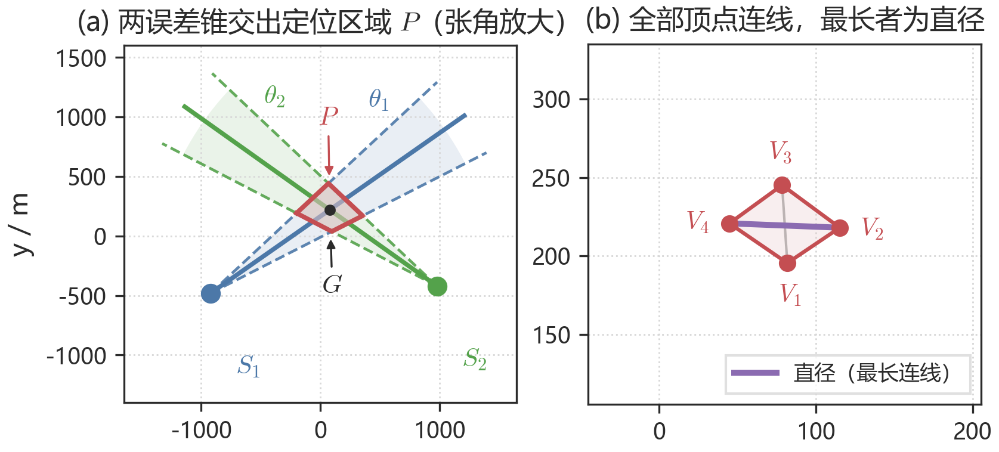 (a) 两误差锥交出定位区域 P（张角放大）
y / m
1500
1000
500
0
-500
-1000
-1000
0
1000
θ2
θ1
P
G
S1
S2
(b) 全部顶点连线，最长者为直径
300
250
200
150
0
100
200
V3
V4
V2
V1
直径（最长连线）